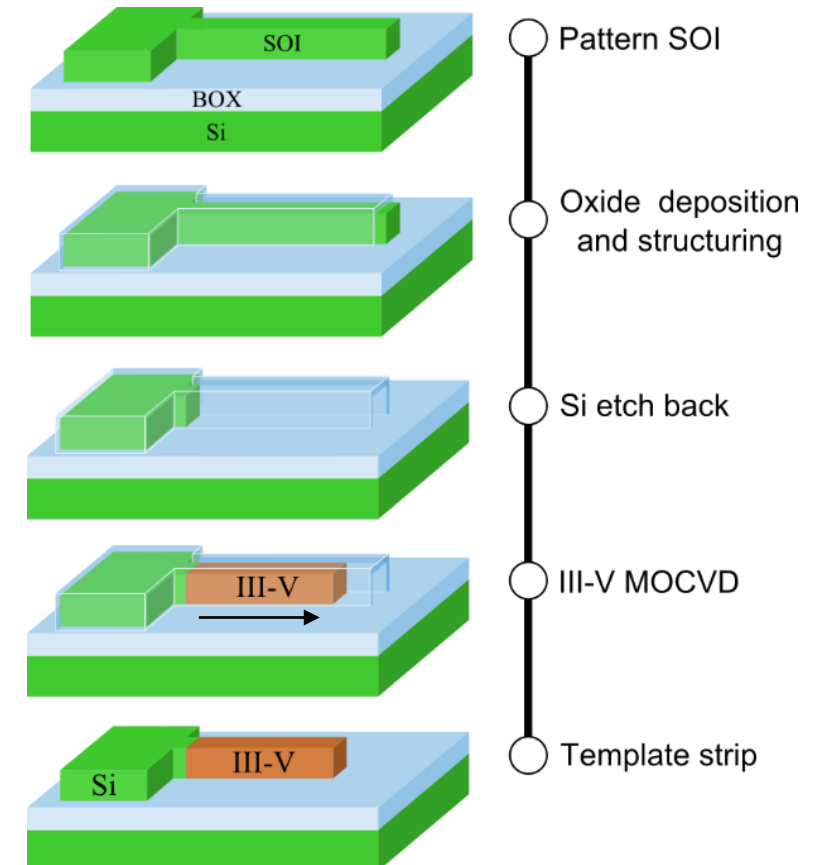 SOI
BOX
Si
Pattern SOI
Oxide deposition
and structuring
Si etch back
III-V
III-V MOCVD
III-V
Si
Template strip